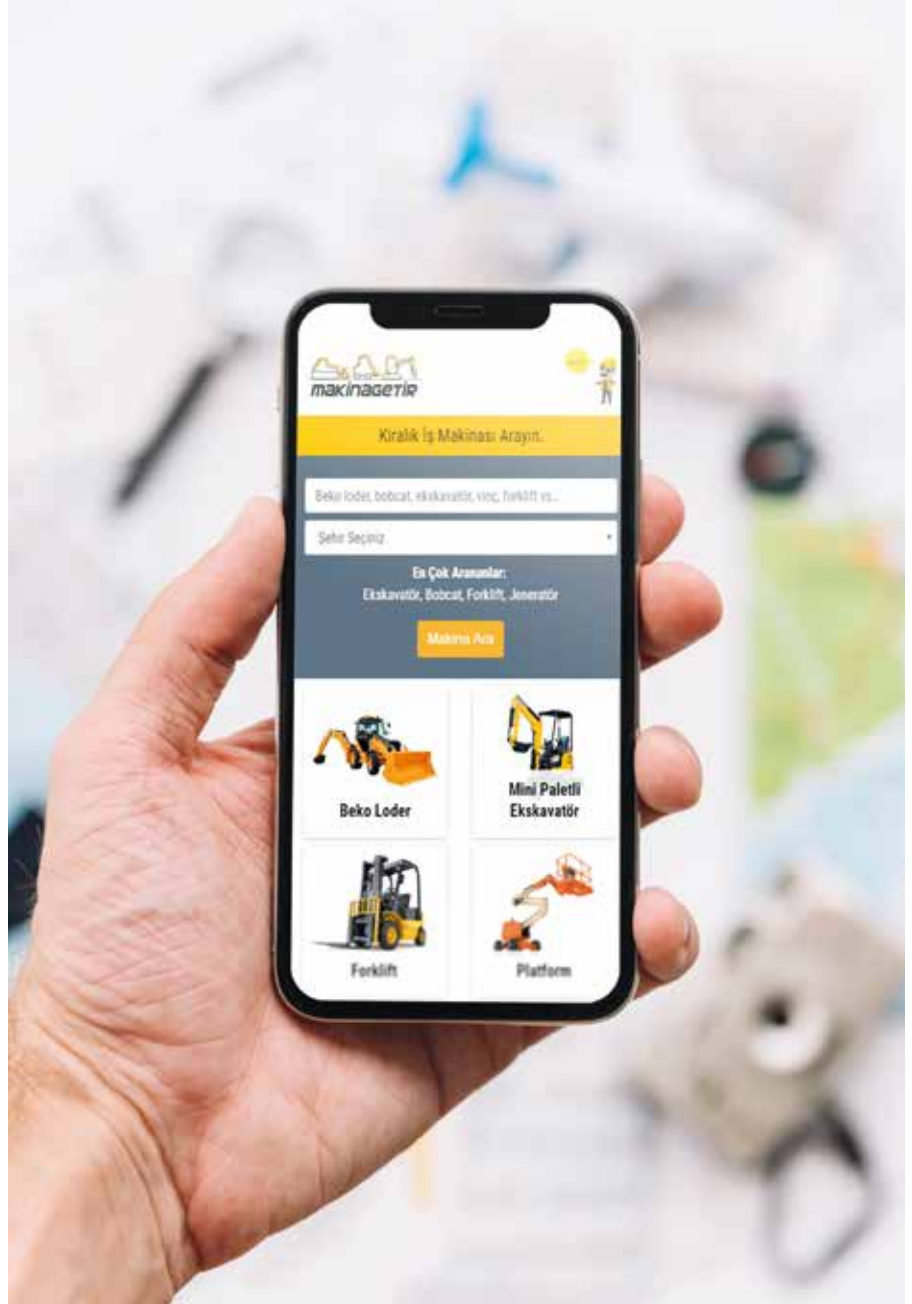 makinaGETİR
Kiralık İş Makinası Arayın.
Beko loder, bobcat, ekskavatör, vinç, forklift vs...
Şehir Seçiniz
En Çok Arananlar:
Ekskavatör, Bobcat, Forklift, Jeneratör
Makina Ara
Beko Loder
Mini Paletli
Ekskavatör
Forklift
Platform